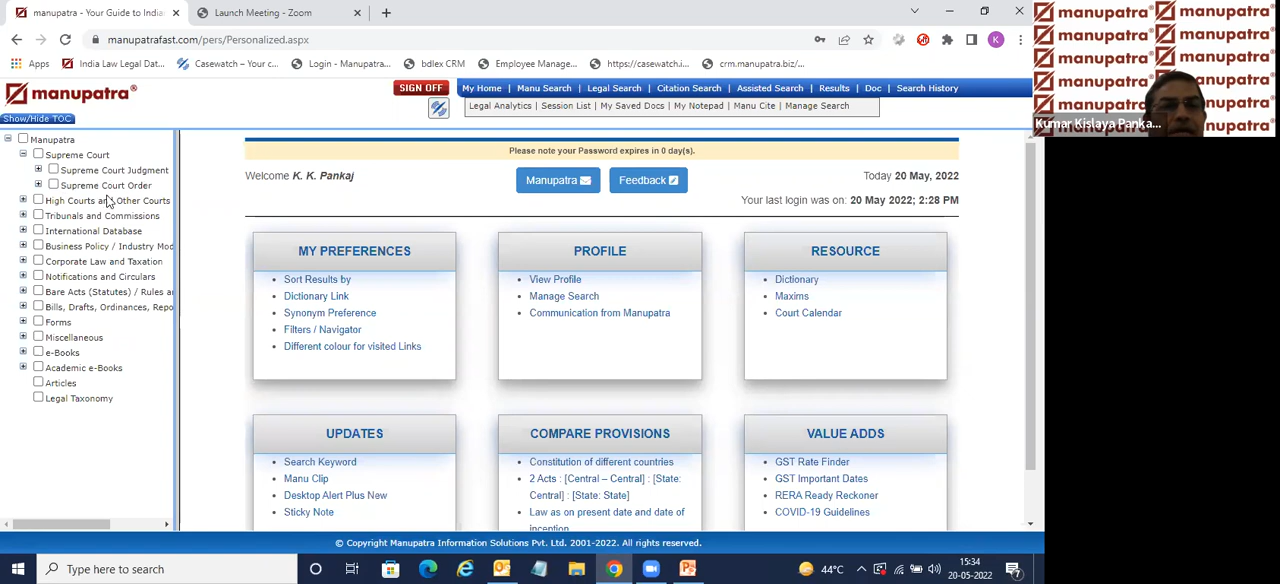 manupatra - Your Guide to India
Launch Meeting - Zoom
manupatrafast.com/pers/Personalized.aspx
K
Apps
India Law Legal Dat...
Casewatch – Your c...
Login - Manupatra...
bdlex CRM
Employee Manage...
https://casewatch.i...
crm.manupatra.biz/...
manupatra®
SIGN OFF
My Home | Manu Search | Legal Search | Citation Search | Assisted Search | Results | Doc | Search History
Legal Analytics | Session List | My Saved Docs | My Notepad | Manu Cite | Manage Search
Show/Hide TOC
Manupatra
Supreme Court
Supreme Court Judgment
Supreme Court Order
High Courts and Other Courts
Tribunals and Commissions
International Database
Business Policy / Industry Mod
Corporate Law and Taxation
Notifications and Circulars
Bare Acts (Statutes) / Rules an
Bills, Drafts, Ordinances, Repo
Forms
Miscellaneous
e-Books
Academic e-Books
Articles
Legal Taxonomy
Please note your Password expires in 0 day(s).
Welcome K. K. Pankaj
Manupatra
Feedback
Today 20 May, 2022
Your last login was on: 20 May 2022; 2:28 PM
MY PREFERENCES
Sort Results by
Dictionary Link
Synonym Preference
Filters / Navigator
Different colour for visited Links
PROFILE
View Profile
Manage Search
Communication from Manupatra
RESOURCE
Dictionary
Maxims
Court Calendar
UPDATES
Search Keyword
Manu Clip
Desktop Alert Plus New
Sticky Note
COMPARE PROVISIONS
Constitution of different countries
2 Acts : [Central – Central] : [State:
Central] : [State: State]
Law as on present date and date of
inception
VALUE ADDS
GST Rate Finder
GST Important Dates
RERA Ready Reckoner
COVID-19 Guidelines
© Copyright Manupatra Information Solutions Pvt. Ltd. 2001-2022. All rights reserved.
Type here to search
44°C
15:34
20-05-2022
7
manupatra® manupatra
manupatra® manupatra
manupatra® manupatra
manupatra® manupatra
manupatra
Kumar Kislaya Panka...